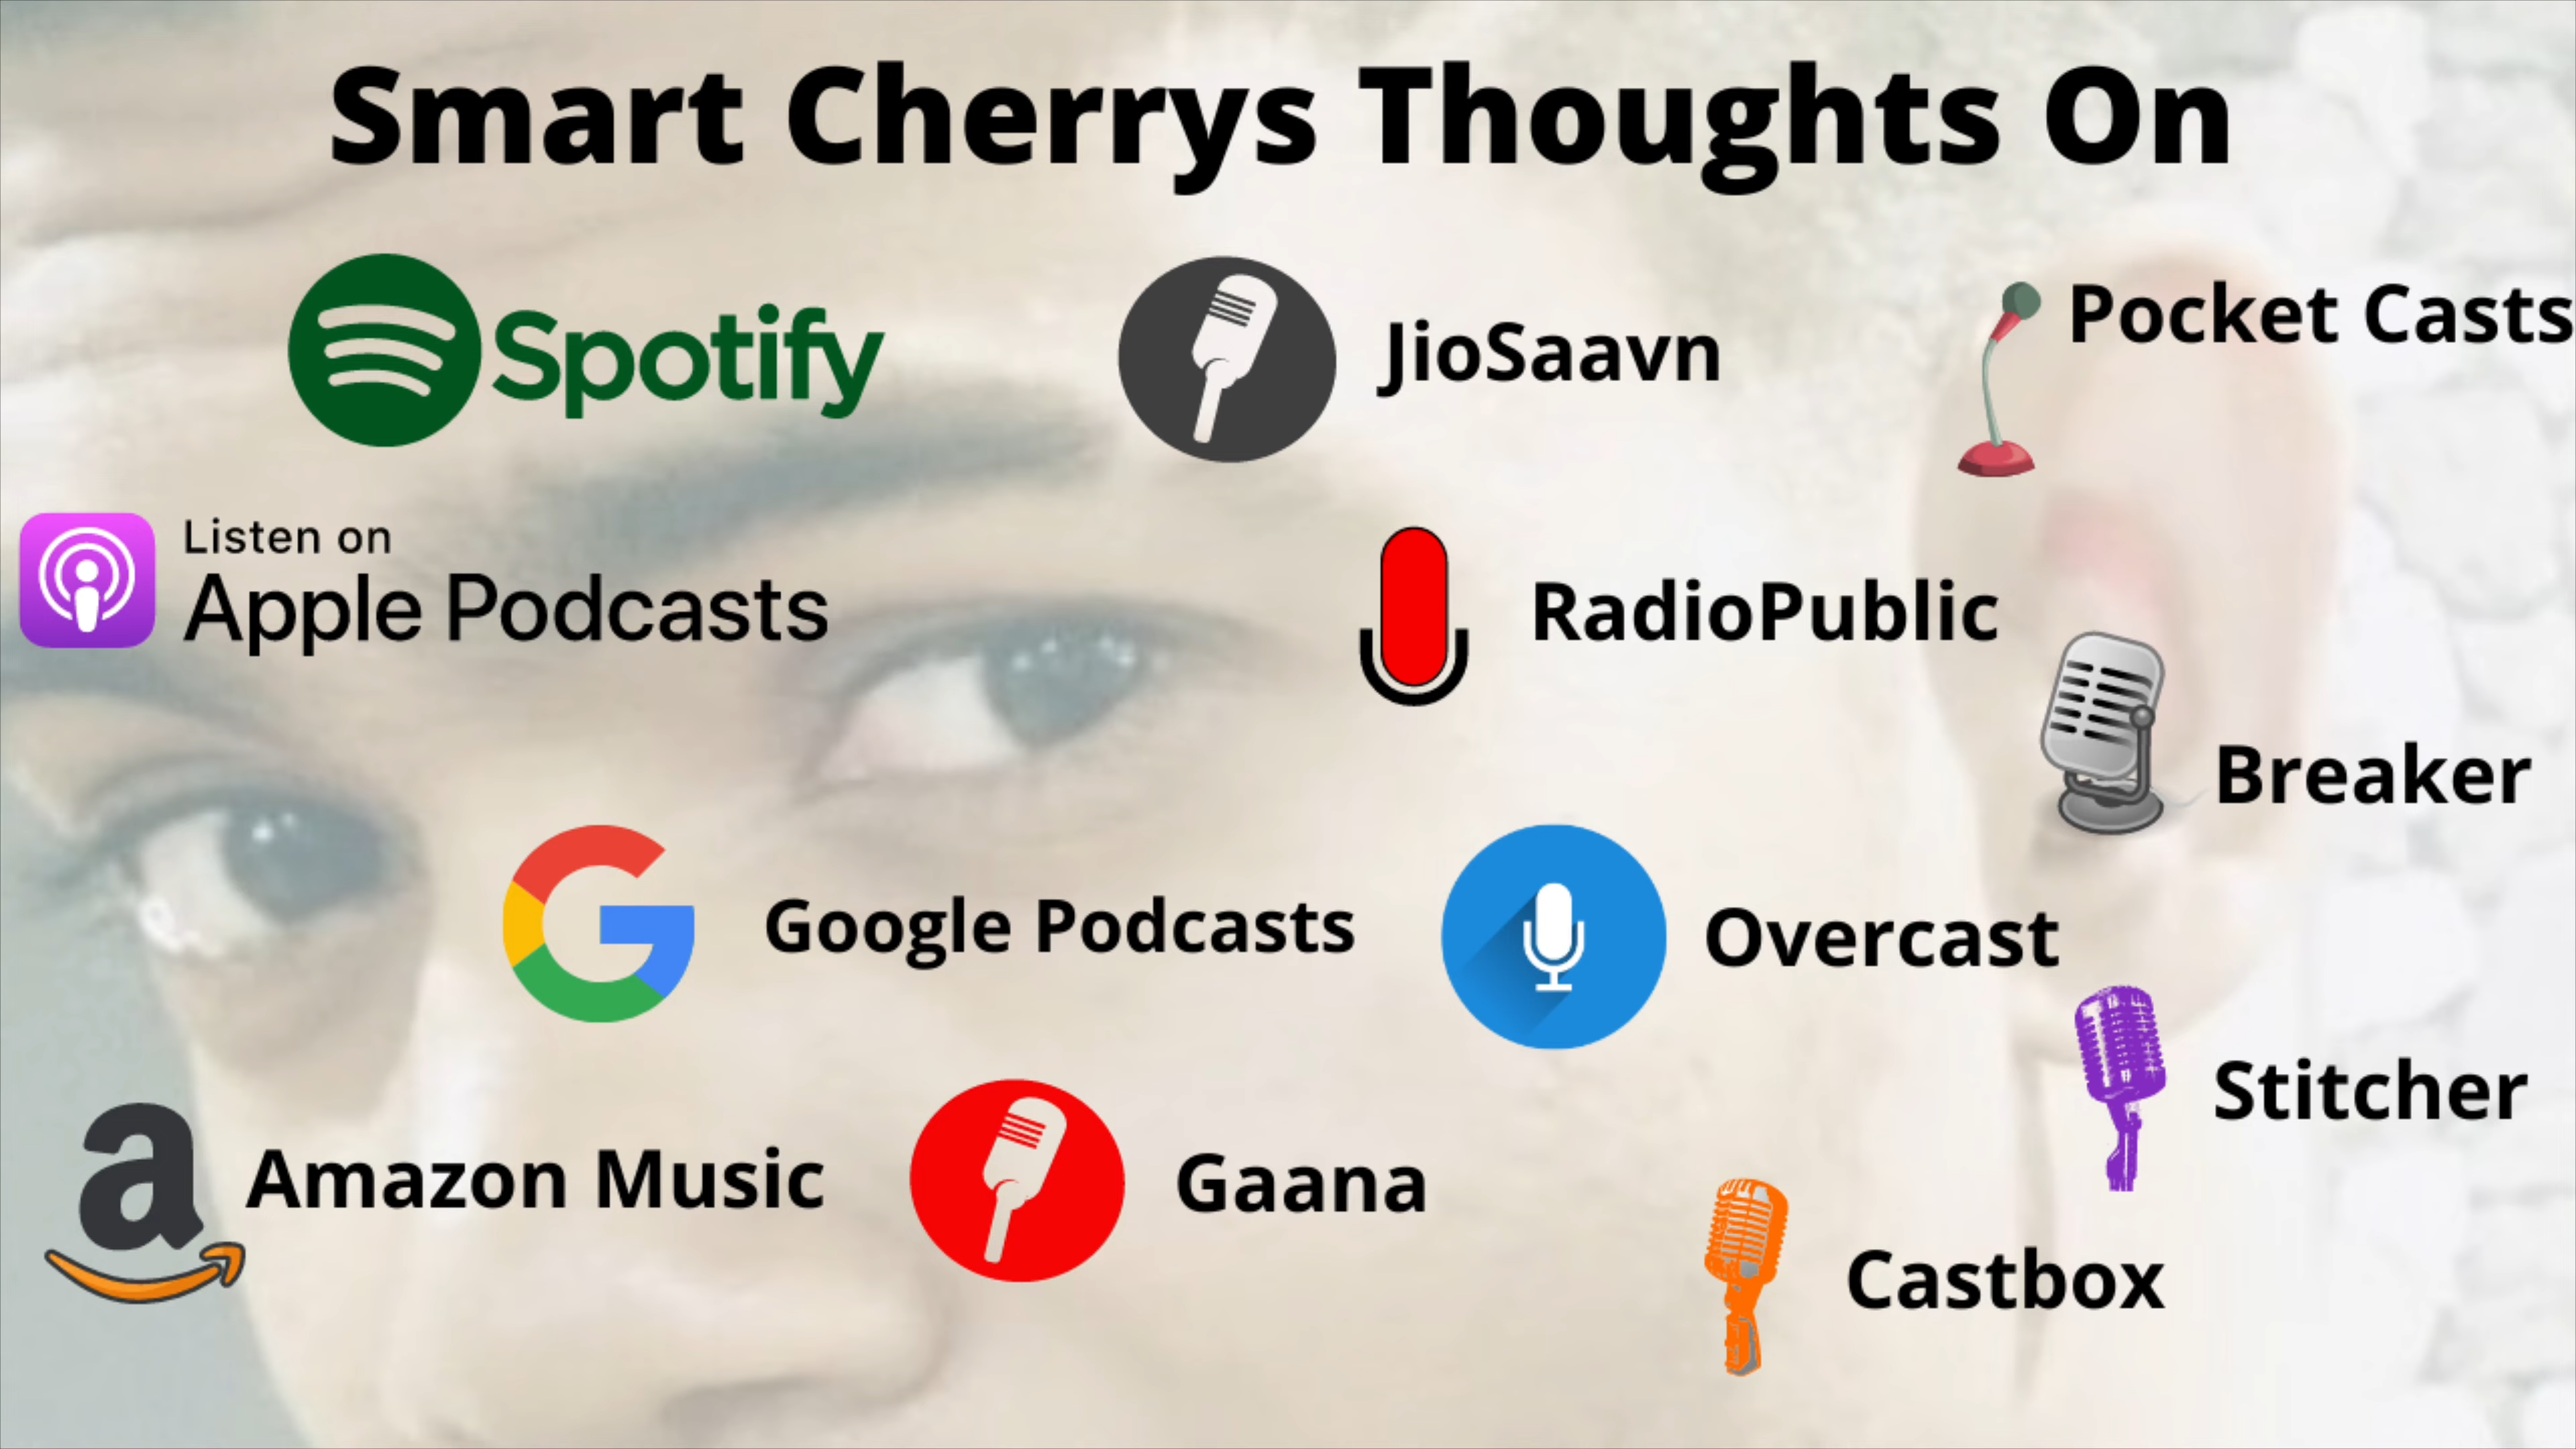 Smart Cherrys Thoughts On
Spotify
JioSaavn
Pocket Casts
Listen on
Apple Podcasts
RadioPublic
Breaker
Google Podcasts
Overcast
Stitcher
Amazon Music
Gaana
Castbox